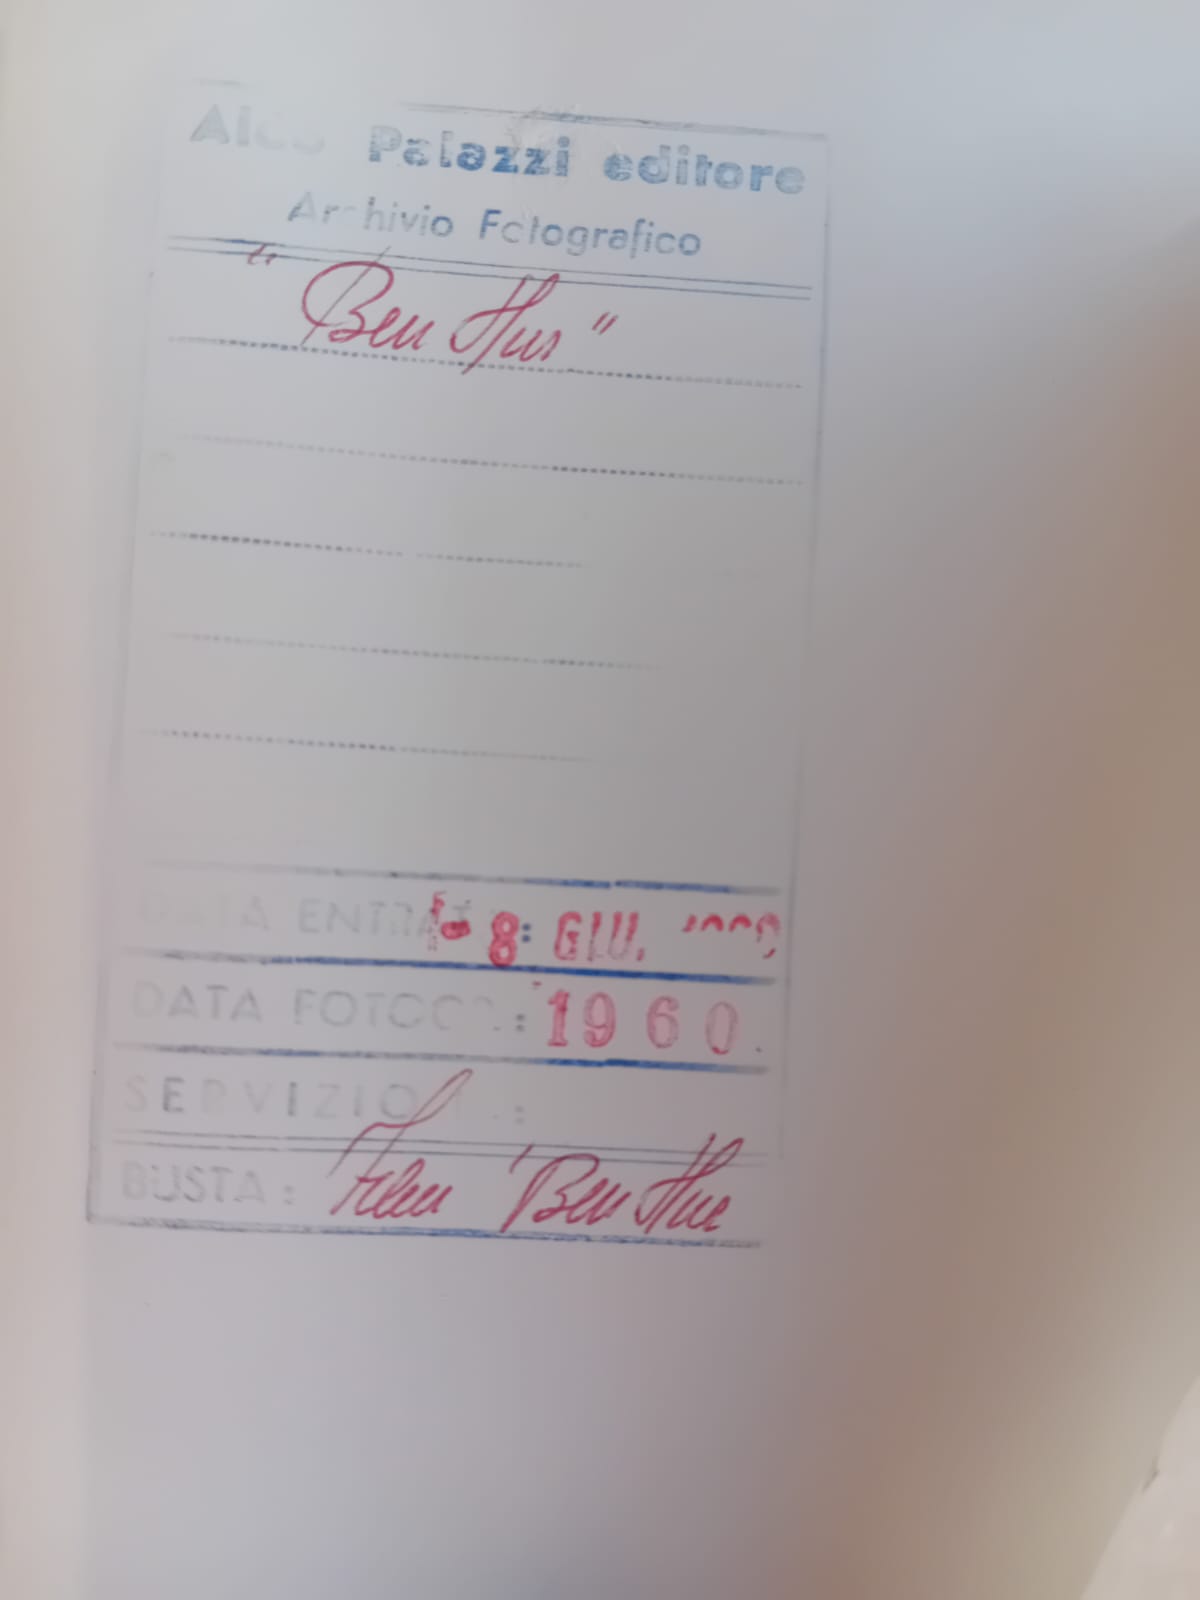 Palazzi editore
Archivio Fotografico
"Ben Hur"
DATA ENTRATA: - 8 GIU.
DATA FOTOGR.: 1960.
SERVIZIO :
BUSTA: Film "Ben Hur